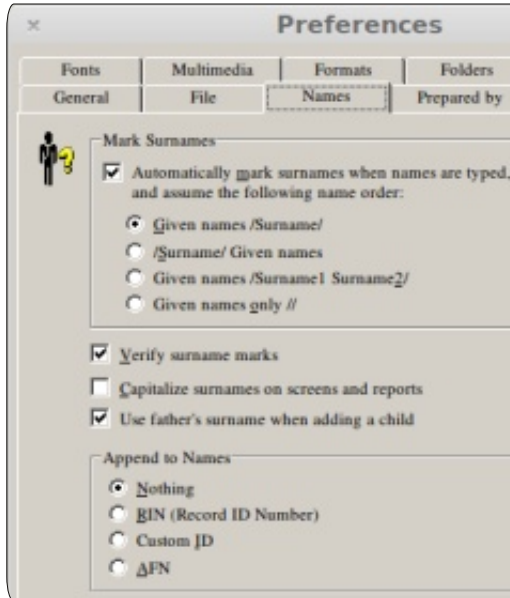 Preferences
Fonts Multimedia Formats Folders
General File Names Prepared by
Mark Surnames
Automatically mark surnames when names are typed,
and assume the following name order:
Given names /Surname/
/Surname/ Given names
Given names /Surname1 Surname2/
Given names only //
Verify surname marks
Capitalize surnames on screens and reports
Use father's surname when adding a child
Append to Names
Nothing
RIN (Record ID Number)
Custom ID
AFN